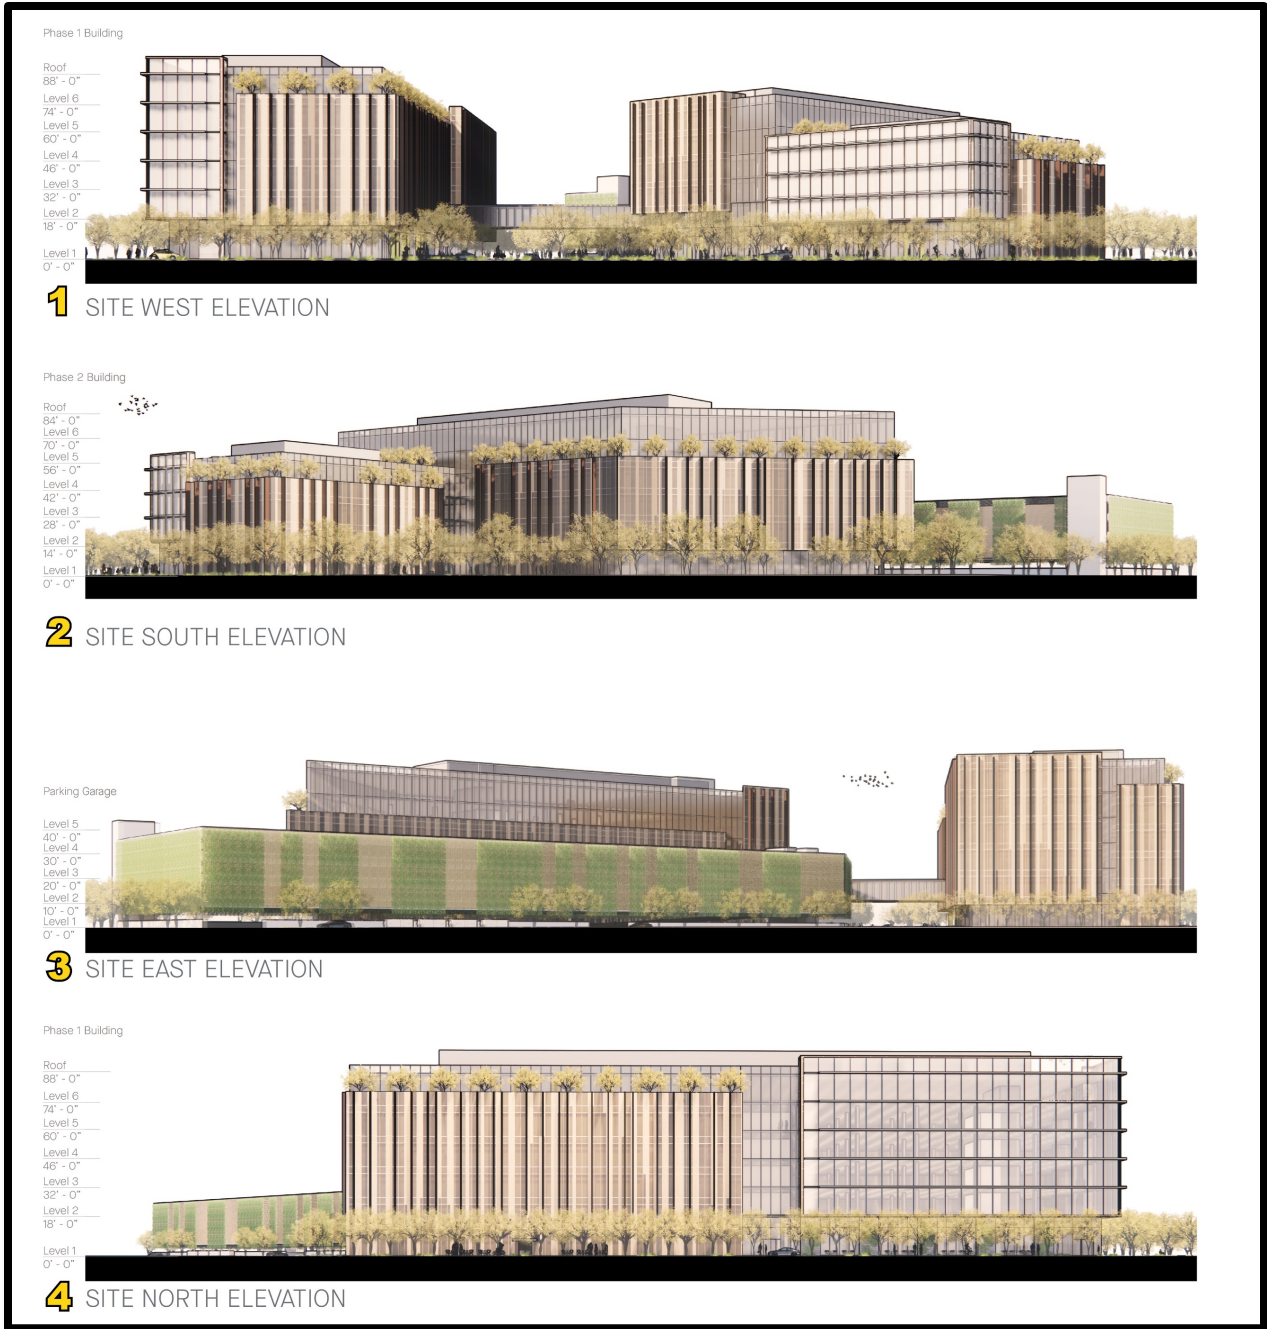 Phase 1 Building
Roof
88' - 0"
Level 6
74' - 0"
Level 5
60' - 0"
Level 4
46' - 0"
Level 3
32' - 0"
Level 2
18' - 0"
Level 1
0' - 0"
1 SITE WEST ELEVATION
Phase 2 Building
Roof
84' - 0"
Level 6
70' - 0"
Level 5
56' - 0"
Level 4
42' - 0"
Level 3
28' - 0"
Level 2
14' - 0"
Level 1
0' - 0"
2 SITE SOUTH ELEVATION
Parking Garage
Level 5
40' - 0"
Level 4
30' - 0"
Level 3
20' - 0"
Level 2
10' - 0"
Level 1
0' - 0"
3 SITE EAST ELEVATION
Phase 1 Building
Roof
88' - 0"
Level 6
74' - 0"
Level 5
60' - 0"
Level 4
46' - 0"
Level 3
32' - 0"
Level 2
18' - 0"
Level 1
0' - 0"
4 SITE NORTH ELEVATION